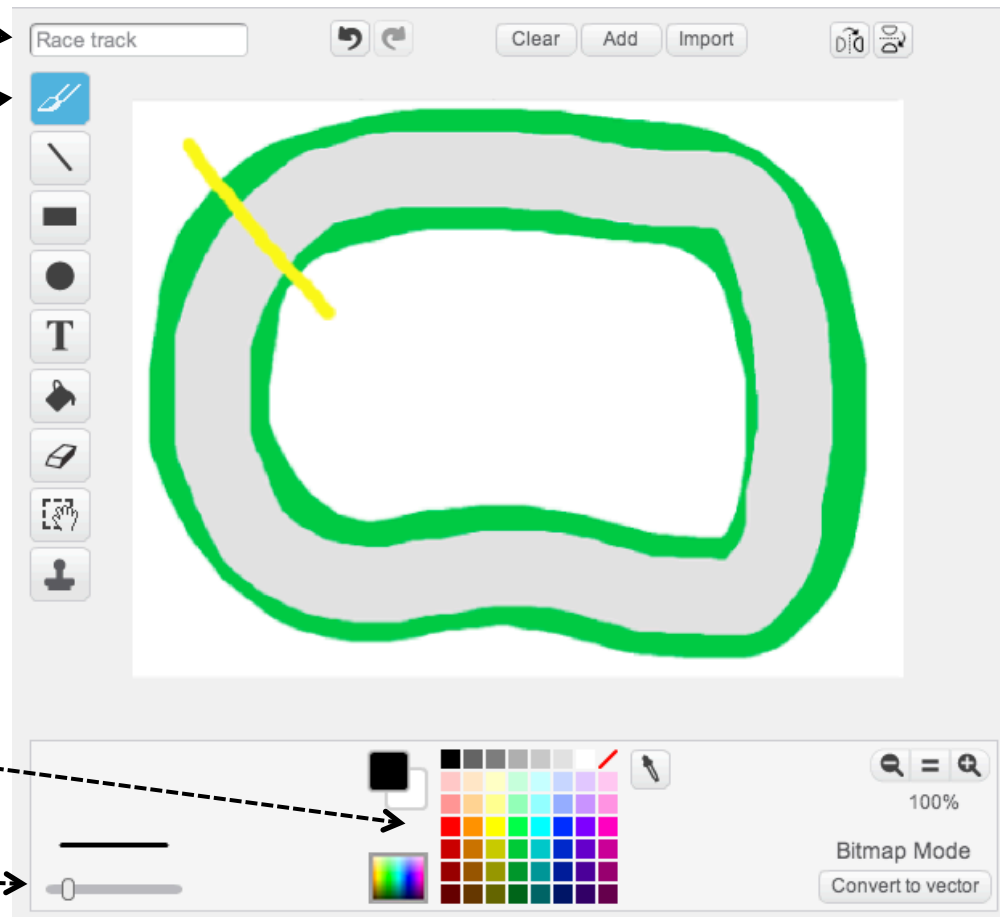 Race track
Clear Add Import
T
100%
Bitmap Mode
Convert to vector